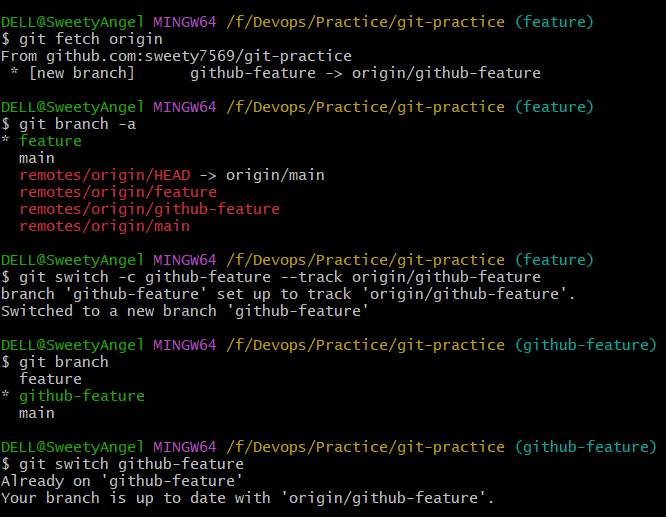 DELL@SweetyAngel MINGW64 /f/Devops/Practice/git-practice (feature)
$ git fetch origin
From github.com:sweety7569/git-practice
 * [new branch]      github-feature -> origin/github-feature

DELL@SweetyAngel MINGW64 /f/Devops/Practice/git-practice (feature)
$ git branch -a
* feature
  main
  remotes/origin/HEAD -> origin/main
  remotes/origin/feature
  remotes/origin/github-feature
  remotes/origin/main

DELL@SweetyAngel MINGW64 /f/Devops/Practice/git-practice (feature)
$ git switch -c github-feature --track origin/github-feature
branch 'github-feature' set up to track 'origin/github-feature'.
Switched to a new branch 'github-feature'

DELL@SweetyAngel MINGW64 /f/Devops/Practice/git-practice (github-feature)
$ git branch
  feature
* github-feature
  main

DELL@SweetyAngel MINGW64 /f/Devops/Practice/git-practice (github-feature)
$ git switch github-feature
Already on 'github-feature'
Your branch is up to date with 'origin/github-feature'.